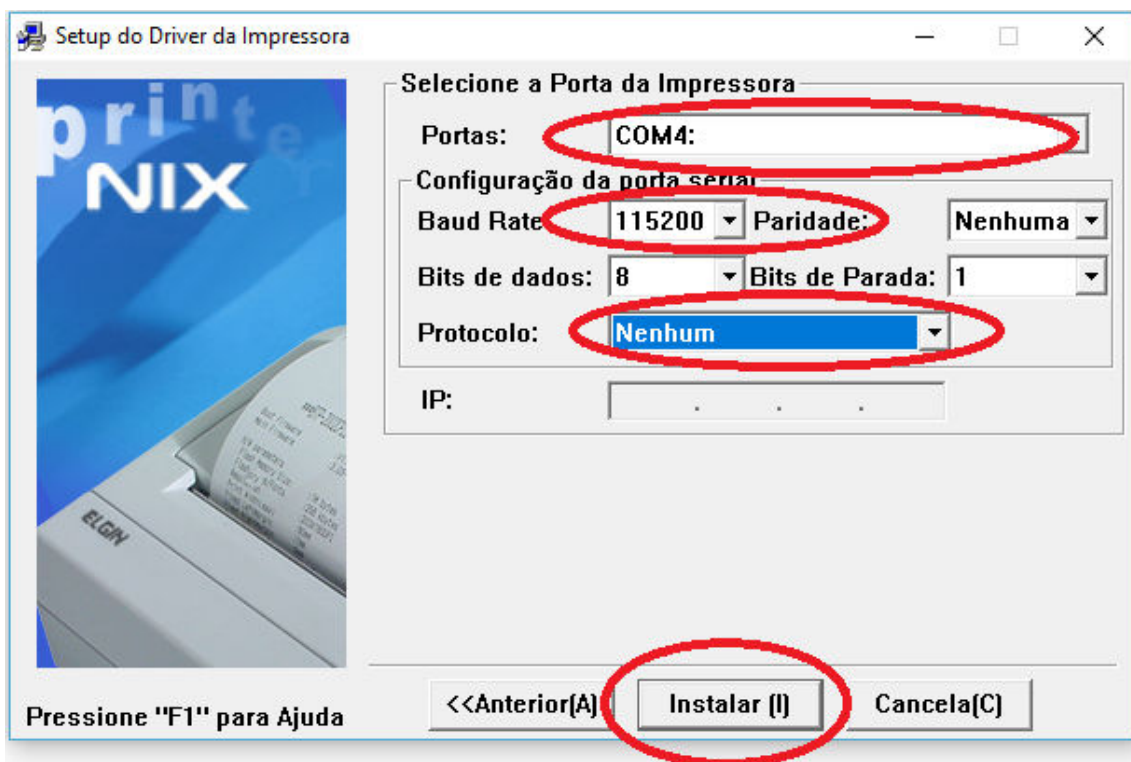 Setup do Driver da Impressora
printer
NIX
ELGIN
Pressione "F1" para Ajuda
Selecione a Porta da Impressora
Portas: COM4:
Configuração da porta serial
Baud Rate 115200 Paridade: Nenhuma
Bits de dados: 8 Bits de Parada: 1
Protocolo: Nenhum
IP: . . .
<<Anterior(A) Instalar (I) Cancela(C)